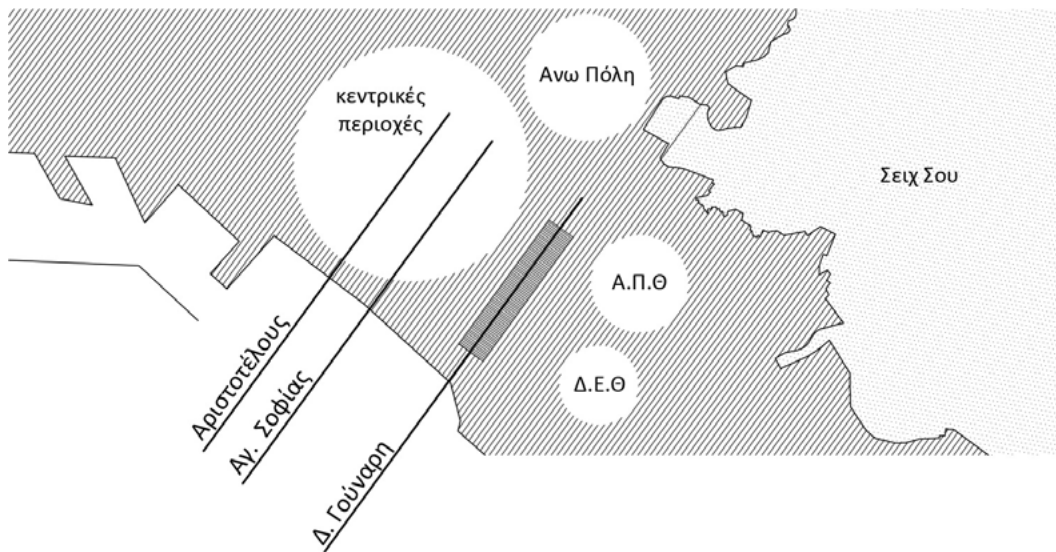 Ανω Πόλη
κεντρικές
περιοχές
Σειχ Σου
Α.Π.Θ
Δ.Ε.Θ
Αριστοτέλους
Αγ. Σοφίας
Δ. Γούναρη